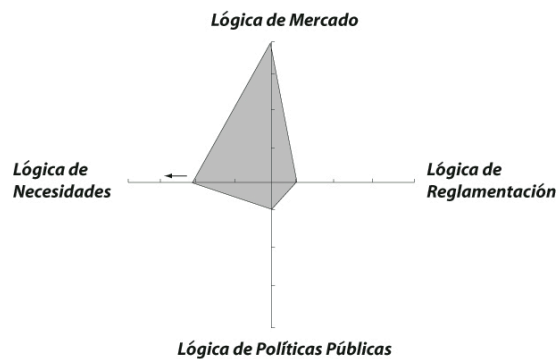 Lógica de Mercado
Lógica de
Necesidades
Lógica de
Reglamentación
Lógica de Políticas Públicas